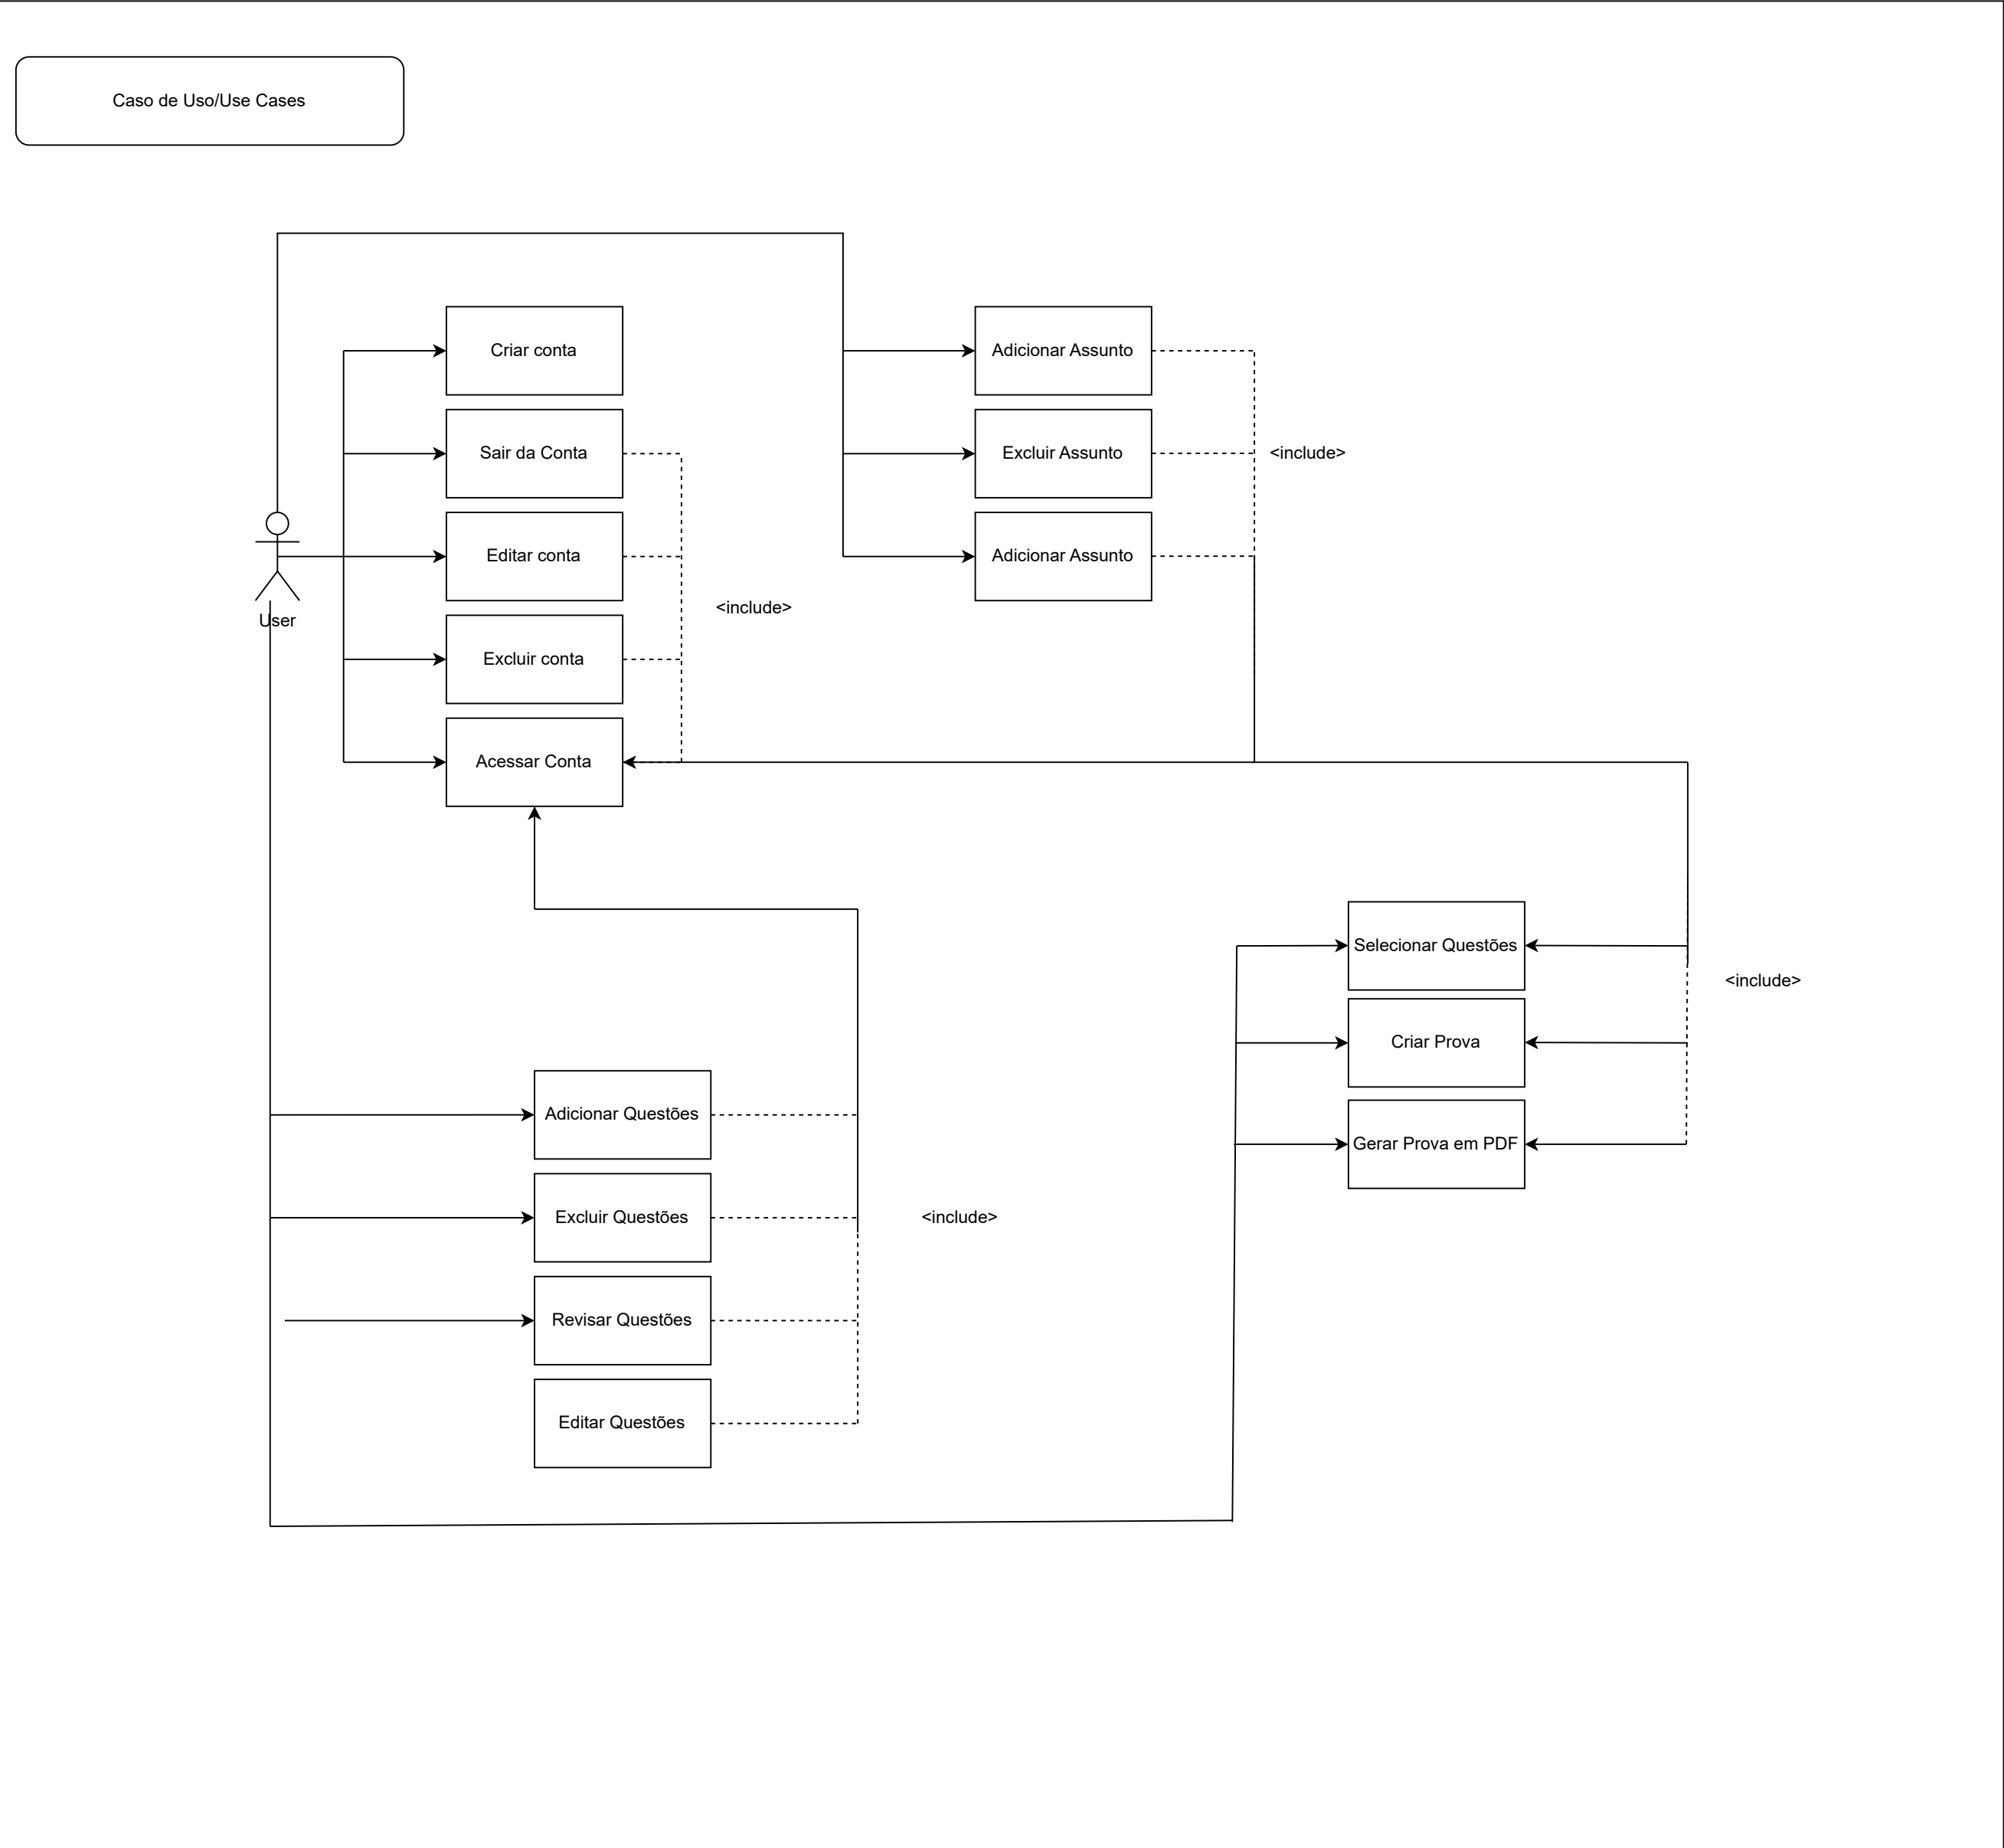 Caso de Uso/Use Cases
Criar conta
Sair da Conta
Editar conta
Excluir conta
Acessar Conta
<include>
User
Adicionar Assunto
Excluir Assunto
Adicionar Assunto
<include>
Adicionar Questões
Excluir Questões
Revisar Questões
Editar Questões
<include>
Selecionar Questões
Criar Prova
Gerar Prova em PDF
<include>